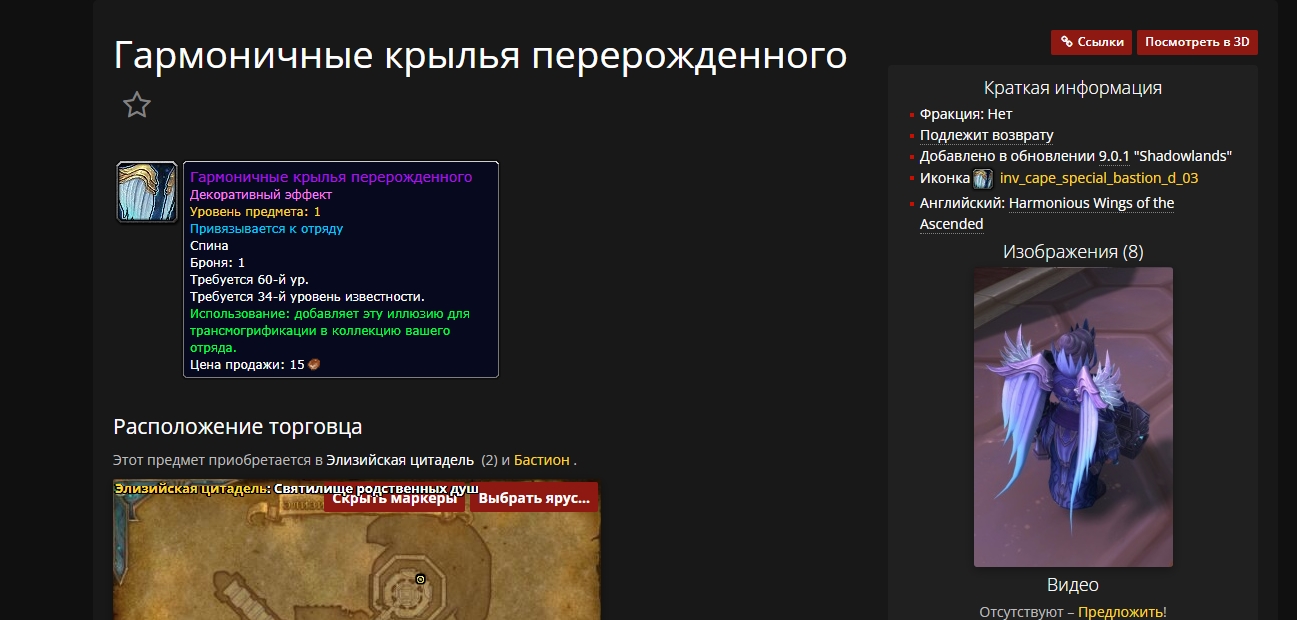 Гармоничные крылья перерожденного
Ссылки
Посмотреть в 3D
Гармоничные крылья перерожденного
Декоративный эффект
Уровень предмета: 1
Привязывается к отряду
Спина
Броня: 1
Требуется 60-й ур.
Требуется 34-й уровень известности.
Использование: добавляет эту иллюзию для
трансмогрификации в коллекцию вашего
отряда.
Цена продажи: 15
Расположение торговца
Этот предмет приобретается в Элизийская цитадель (2) и Бастион .
Элизийская цитадель: Святилище родственных душ
Скрыть маркеры
Выбрать ярус...
Краткая информация
Фракция: Нет
Подлежит возврату
Добавлено в обновлении 9.0.1 "Shadowlands"
Иконка inv_cape_special_bastion_d_03
Английский: Harmonious Wings of the
Ascended
Изображения (8)
Видео
Отсутствуют – Предложить!